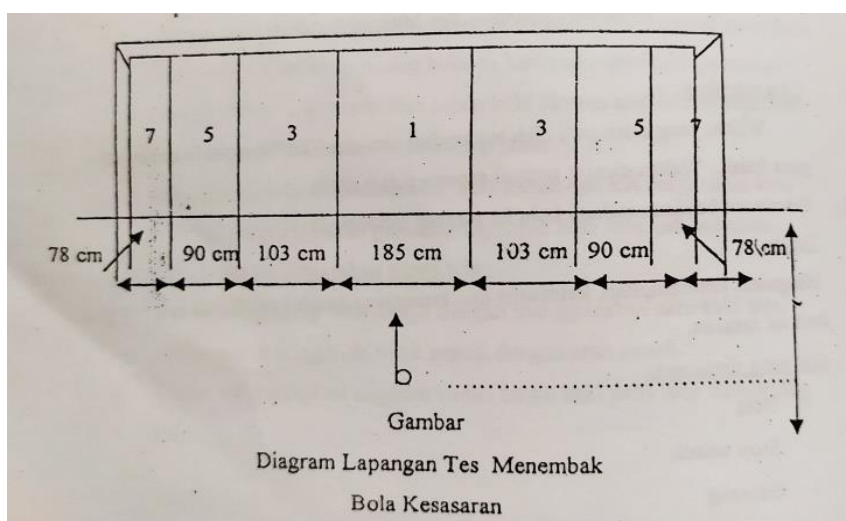 7 5 3 1 3 5 7
78 cm 90 cm 103 cm 185 cm 103 cm 90 cm 78 cm
Gambar
Diagram Lapangan Tes Menembak
Bola Kesasaran